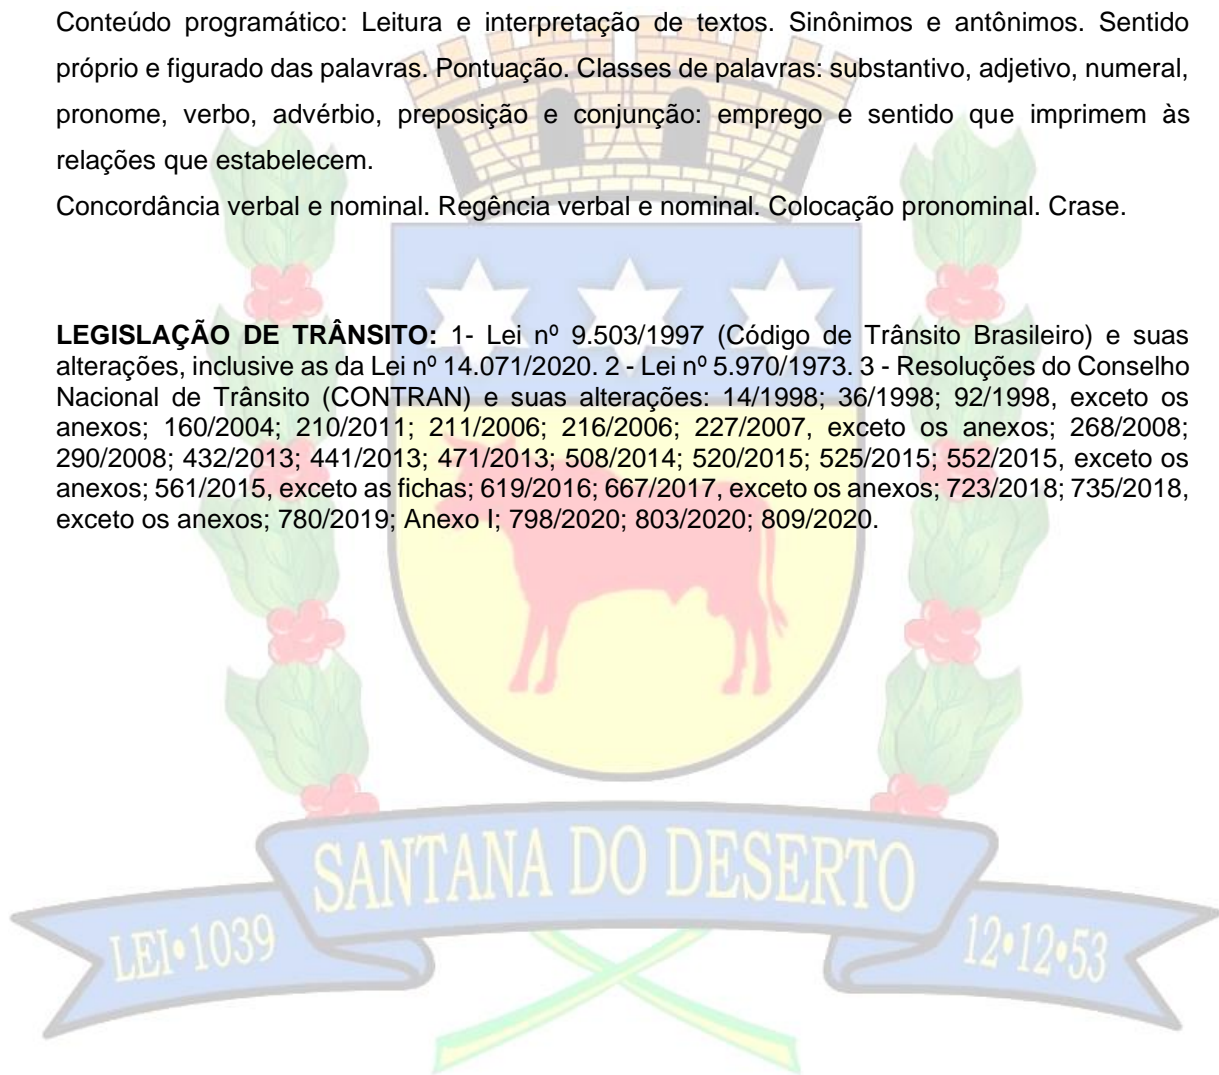 Conteúdo programático: Leitura e interpretação de textos. Sinônimos e antônimos. Sentido
próprio e figurado das palavras. Pontuação. Classes de palavras: substantivo, adjetivo, numeral,
pronome, verbo, advérbio, preposição e conjunção: emprego e sentido que imprimem às
relações que estabelecem.
Concordância verbal e nominal. Regência verbal e nominal. Colocação pronominal. Crase.
LEGISLAÇÃO DE TRÂNSITO: 1- Lei nº 9.503/1997 (Código de Trânsito Brasileiro) e suas
alterações, inclusive as da Lei nº 14.071/2020. 2 - Lei nº 5.970/1973. 3 - Resoluções do Conselho
Nacional de Trânsito (CONTRAN) e suas alterações: 14/1998; 36/1998; 92/1998, exceto os
anexos; 160/2004; 210/2011; 211/2006; 216/2006; 227/2007, exceto os anexos; 268/2008;
290/2008; 432/2013; 441/2013; 471/2013; 508/2014; 520/2015; 525/2015; 552/2015, exceto os
anexos; 561/2015, exceto as fichas; 619/2016; 667/2017, exceto os anexos; 723/2018; 735/2018,
exceto os anexos; 780/2019; Anexo I; 798/2020; 803/2020; 809/2020.
SANTANA DO DESERTO
LEI•1039
12•12•53